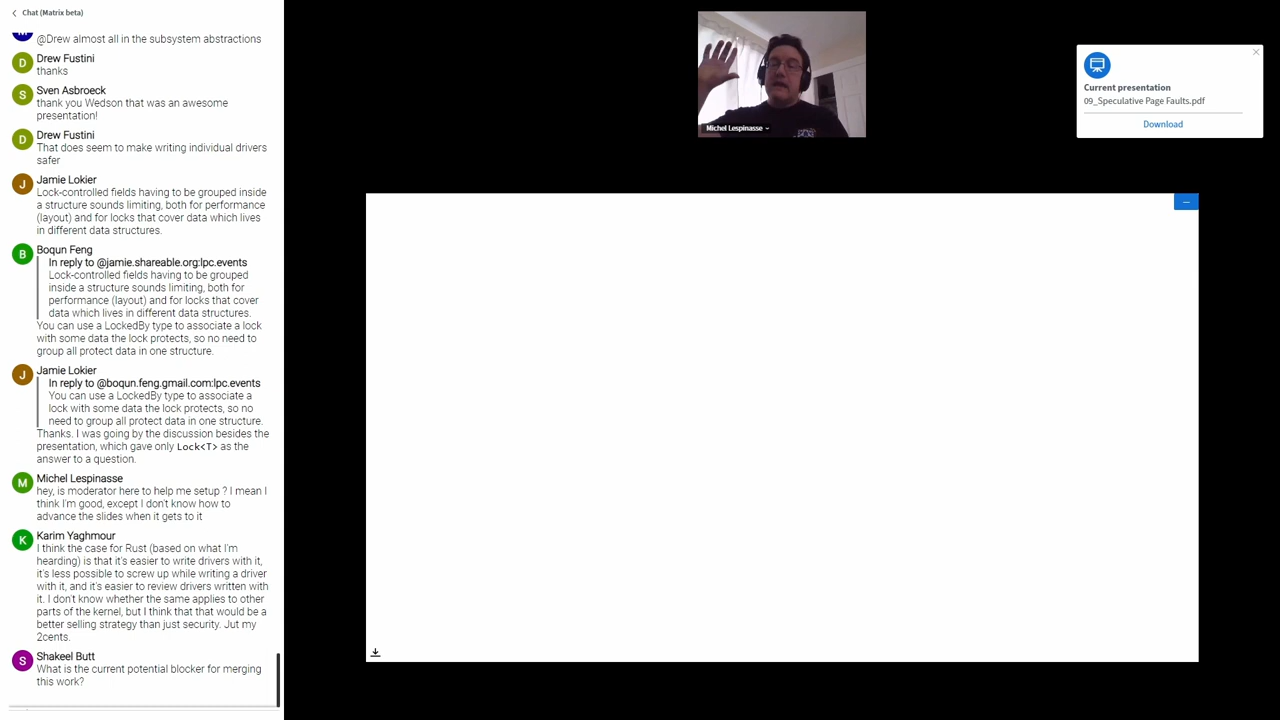 Chat (Matrix beta)
@Drew almost all in the subsystem abstractions
D
Drew Fustini
thanks
S
Sven Asbroeck
thank you Wedson that was an awesome
presentation!
D
Drew Fustini
That does seem to make writing individual drivers
safer
J
Jamie Lokier
Lock-controlled fields having to be grouped inside
a structure sounds limiting, both for performance
(layout) and for locks that cover data which lives
in different data structures.
B
Boqun Feng
In reply to @jamie.shareable.org:lpc.events
Lock-controlled fields having to be grouped
inside a structure sounds limiting, both for
performance (layout) and for locks that cover
data which lives in different data structures.
You can use a LockedBy type to associate a lock
with some data the lock protects, so no need to
group all protect data in one structure.
J
Jamie Lokier
In reply to @boqun.feng.gmail.com:lpc.events
You can use a LockedBy type to associate a
lock with some data the lock protects, so no
need to group all protect data in one structure.
Thanks. I was going by the discussion besides the
presentation, which gave only Lock<T> as the
answer to a question.
M
Michel Lespinasse
hey, is moderator here to help me setup ? I mean I
think I'm good, except I don't know how to
advance the slides when it gets to it
K
Karim Yaghmour
I think the case for Rust (based on what I'm
hearding) is that it's easier to write drivers with it,
it's less possible to screw up while writing a driver
with it, and it's easier to review drivers written with
it. I don't know whether the same applies to other
parts of the kernel, but I think that that would be a
better selling strategy than just security. Jut my
2cents.
S
Shakeel Butt
What is the current potential blocker for merging
this work?
Michel Lespinasse
Current presentation
09_Speculative Page Faults.pdf
Download